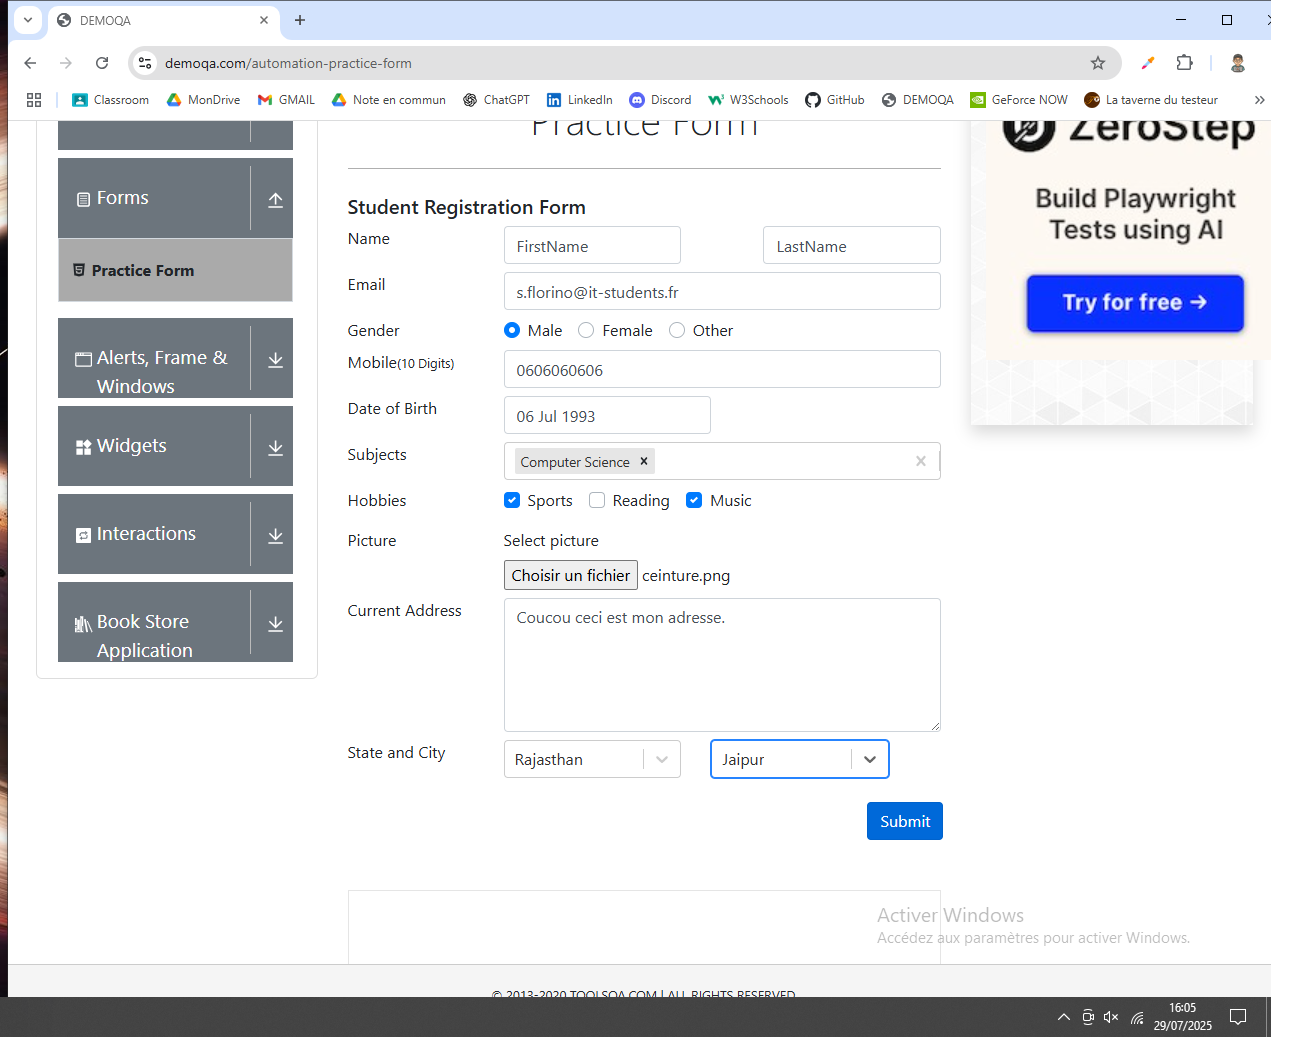 DEMOQA
demoqa.com/automation-practice-form
Classroom
MonDrive
GMAIL
Note en commun
ChatGPT
LinkedIn
Discord
W3Schools
GitHub
DEMOQA
GeForce NOW
La taverne du testeur
Practice Form
Forms
Practice Form
Alerts, Frame &
Windows
Widgets
Interactions
Book Store
Application
Student Registration Form
Name
FirstName
LastName
Email
s.florino@it-students.fr
Gender
Male
Female
Other
Mobile(10 Digits)
0606060606
Date of Birth
06 Jul 1993
Subjects
Computer Science
Hobbies
Sports
Reading
Music
Picture
Select picture
Choisir un fichier
ceinture.png
Current Address
Coucou ceci est mon adresse.
State and City
Rajasthan
Jaipur
Submit
ZeroStep
Build Playwright
Tests using AI
Try for free →
Activer Windows
Accédez aux paramètres pour activer Windows.
© 2013-2020 TOOLSQA.COM | ALL RIGHTS RESERVED.
16:05
29/07/2025